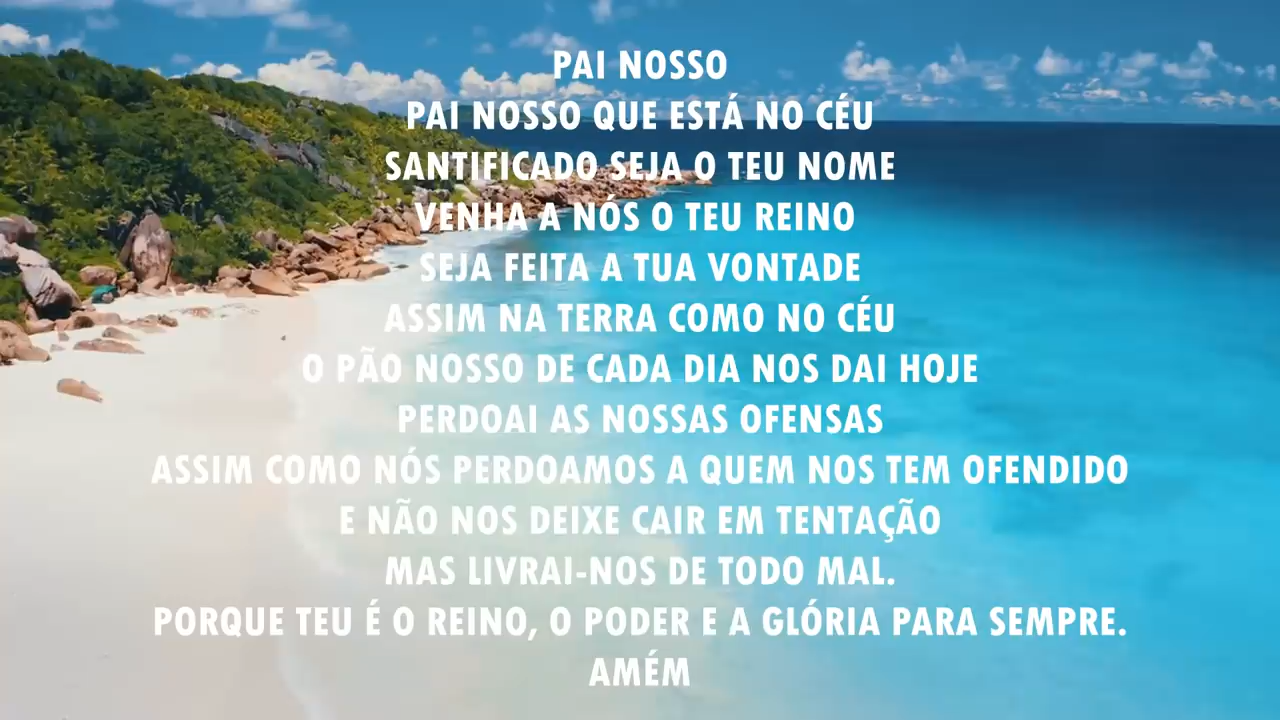 PAI NOSSO
PAI NOSSO QUE ESTÁ NO CÉU
SANTIFICADO SEJA O TEU NOME
VENHA A NÓS O TEU REINO
SEJA FEITA A TUA VONTADE
ASSIM NA TERRA COMO NO CÉU
O PÃO NOSSO DE CADA DIA NOS DAI HOJE
PERDOAI AS NOSSAS OFENSAS
ASSIM COMO NÓS PERDOAMOS A QUEM NOS TEM OFENDIDO
E NÃO NOS DEIXE CAIR EM TENTAÇÃO
MAS LIVRAI-NOS DE TODO MAL.
PORQUE TEU É O REINO, O PODER E A GLÓRIA PARA SEMPRE.
AMÉM